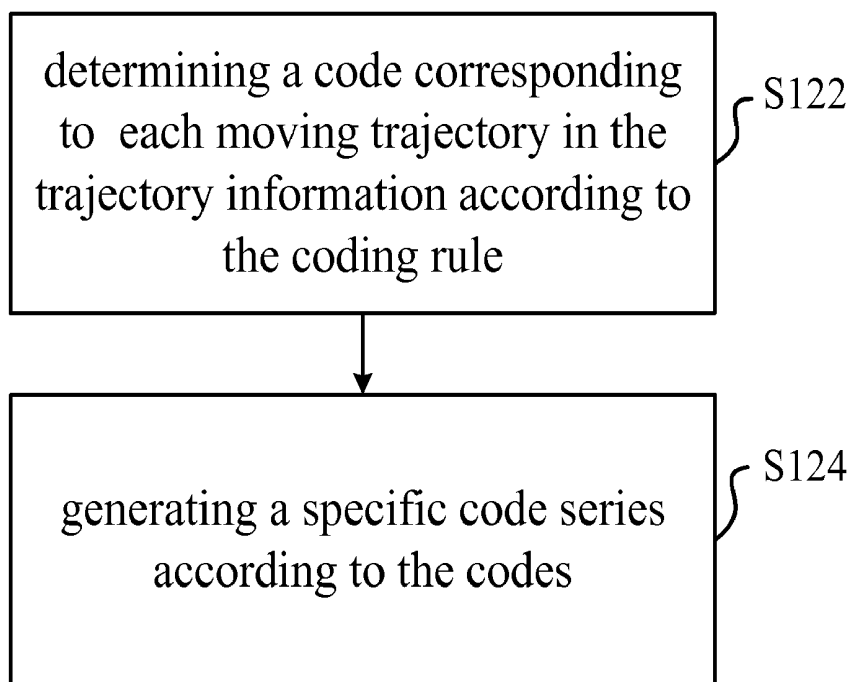 determining a code corresponding
to each moving trajectory in the
trajectory information according to
the coding rule
S122
generating a specific code series
according to the codes
S124